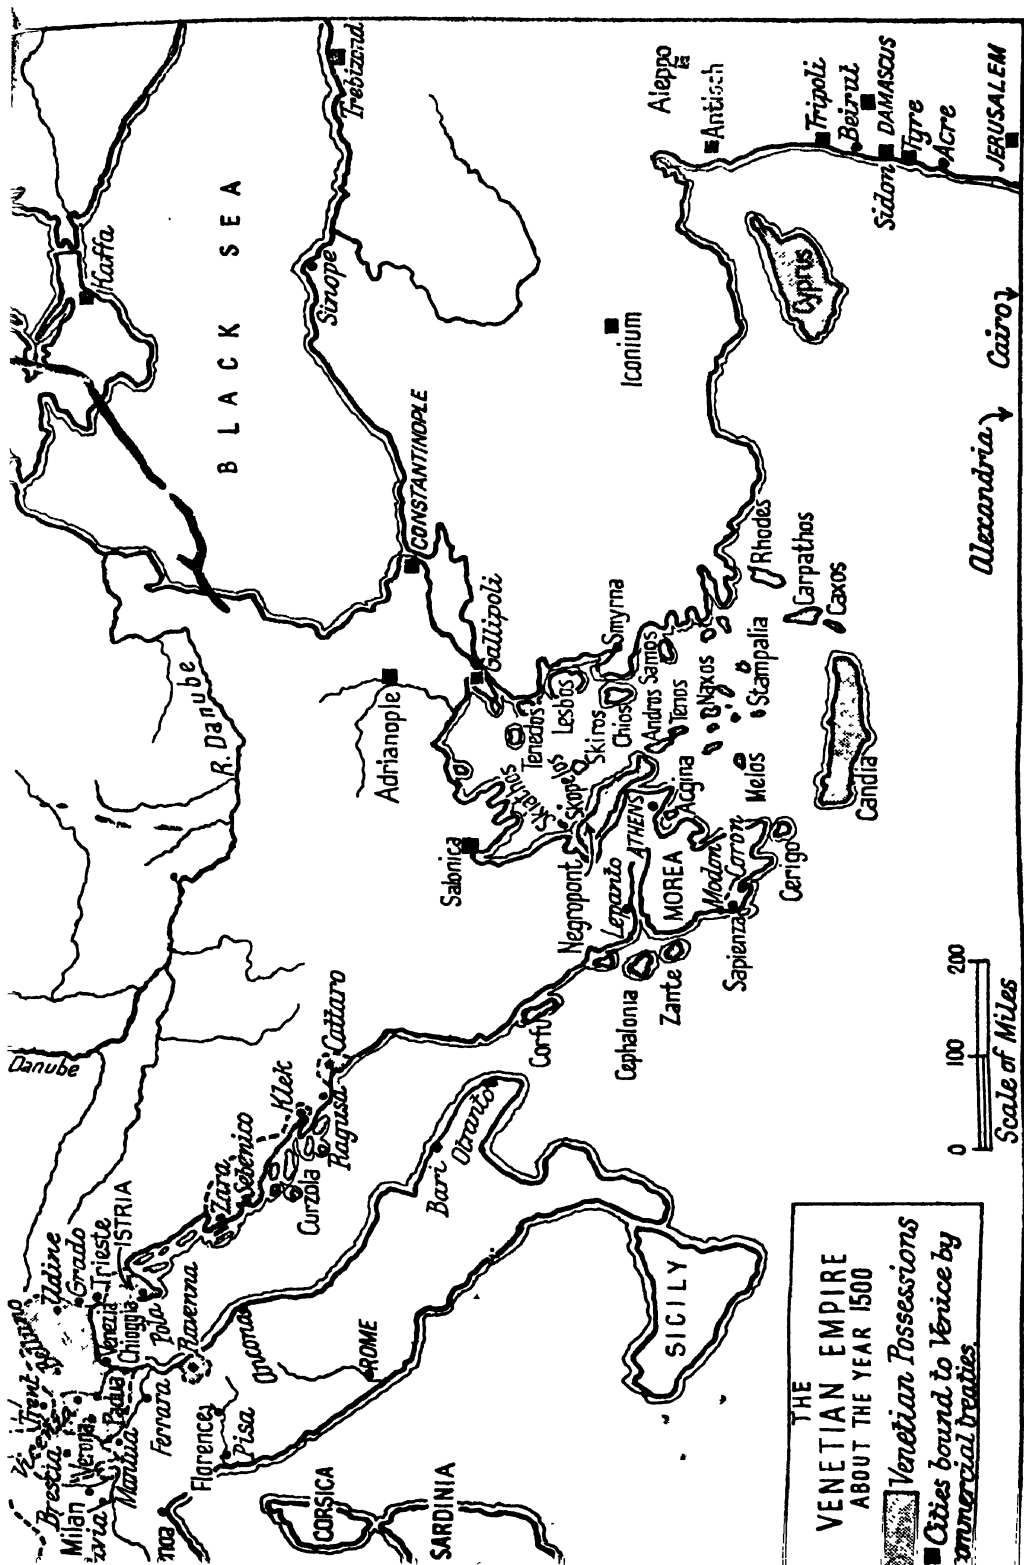 THE
VENETIAN EMPIRE
ABOUT THE YEAR 1500
Venetian Possessions
Cities bound to Venice by
ommercial treaties
Scale of Miles
0 100 200
BLACK SEA
Trebizond
Kaffa
Sinope
CONSTANTINOPLE
Iconium
Aleppo
Antioch
Tripoli
Beirut
DAMASCUS
Sidon
Tyre
Acre
JERUSALEM
Cyprus
Cairo
Alexandria
Rhodes
Carpathos
Caxos
Stampalia
Candia
Gallipoli
Adrianople
Salonica
R. Danube
Danube
Smyrna
Samos
Lesbos
Tenedos
Chios
Skiros
Skiathos
Skopelos
Andros
Tenos
Naxos
Melos
Aegina
ATHENS
Negropont
Lepanto
MOREA
Modon
Coron
Cerigo
Sapienza
Zante
Cephalonia
Corfu
Cattaro
Ragusa
Klek
Curzola
Sebenico
Zara
ISTRIA
Trieste
Grado
Udine
Venezia
Chioggia
Pola
Ravenna
Ancona
Bari
Otranto
ROME
SICILY
Florence
Pisa
Ferrara
Padua
Mantua
Verona
Brescia
Trent
Milan
noa
CORSICA
SARDINIA